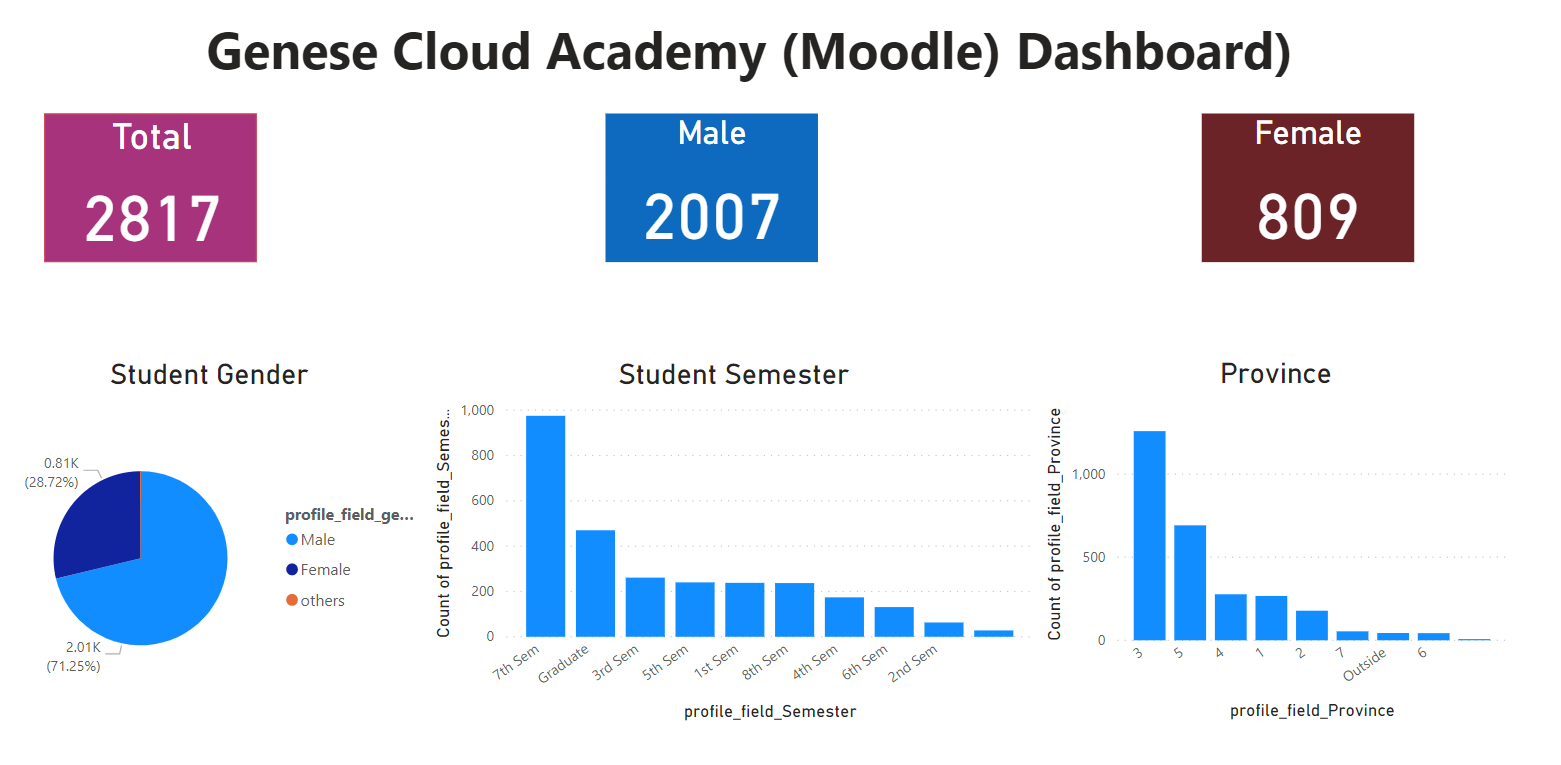 Genese Cloud Academy (Moodle) Dashboard)
Total
2817
Male
2007
Female
809
Student Gender
0.81K
(28.72%)
2.01K
(71.25%)
profile_field_ge...
Male
Female
others
Student Semester
Count of profile_field_Semes...
1,000
800
600
400
200
0
7th Sem
Graduate
3rd Sem
5th Sem
1st Sem
8th Sem
4th Sem
6th Sem
2nd Sem
profile_field_Semester
Province
Count of profile_field_Province
1,000
500
0
3
5
4
1
2
7
Outside
6
profile_field_Province